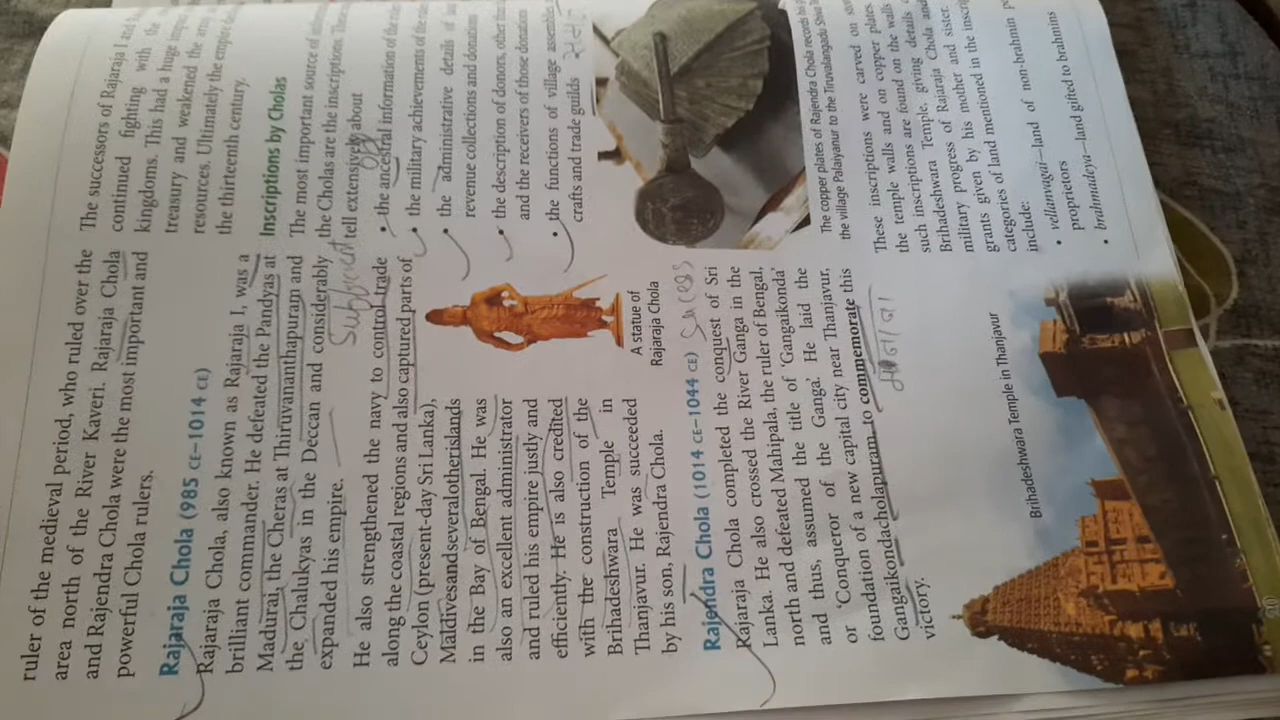 ruler of the medieval period, who ruled over the
area north of the River Kaveri. Rajaraja Chola
and Rajendra Chola were the most important and
powerful Chola rulers.
Rajaraja Chola (985 CE–1014 CE)
Rajaraja Chola, also known as Rajaraja I, was a
brilliant commander. He defeated the Pandyas at
Madurai, the Cheras at Thiruvananthapuram and
the Chalukyas in the Deccan and considerably
expanded his empire.
He also strengthened the navy to control trade
along the coastal regions and also captured parts of
Ceylon (present-day Sri Lanka),
Maldives and several other islands
in the Bay of Bengal. He was
also an excellent administrator
and ruled his empire justly and
efficiently. He is also credited
with the construction of the
Brihadeshwara Temple in
Thanjavur. He was succeeded
by his son, Rajendra Chola.
A statue of
Rajaraja Chola
Rajendra Chola (1014 CE–1044 CE)
Rajaraja Chola completed the conquest of Sri
Lanka. He also crossed the River Ganga in the
north and defeated Mahipala, the ruler of Bengal,
and thus, assumed the title of 'Gangaikonda'
or 'Conqueror of the Ganga.' He laid the
foundation of a new capital city near Thanjavur,
Gangaikondacholapuram, to commemorate this
victory.
Brihadeshwara Temple in Thanjavur
The successors of Rajaraja I and
continued fighting with the
kingdoms. This had a huge
treasury and weakened the
resources. Ultimately the empire
the thirteenth century.
Inscriptions by Cholas
The most important source of
the Cholas are the inscriptions.
tell extensively about
• the ancestral information of the
• the military achievements of the
• the administrative details of
revenue collections and donations
• the description of donors, other
and the receivers of those donations
• the functions of village
crafts and trade guilds
The copper plates of Rajendra Chola records his
the village Palaiyanur to the Tiruvalangadu Shiva
These inscriptions were carved on
the temple walls and on copper plates.
such inscriptions are found on the walls
Brihadeshwara Temple, giving details
military progress of Rajaraja Chola and
grants given by his mother and sister.
categories of land mentioned in the
include:
• vellanvagai—land of non-brahmin
proprietors
• brahmadeya—land gifted to brahmins